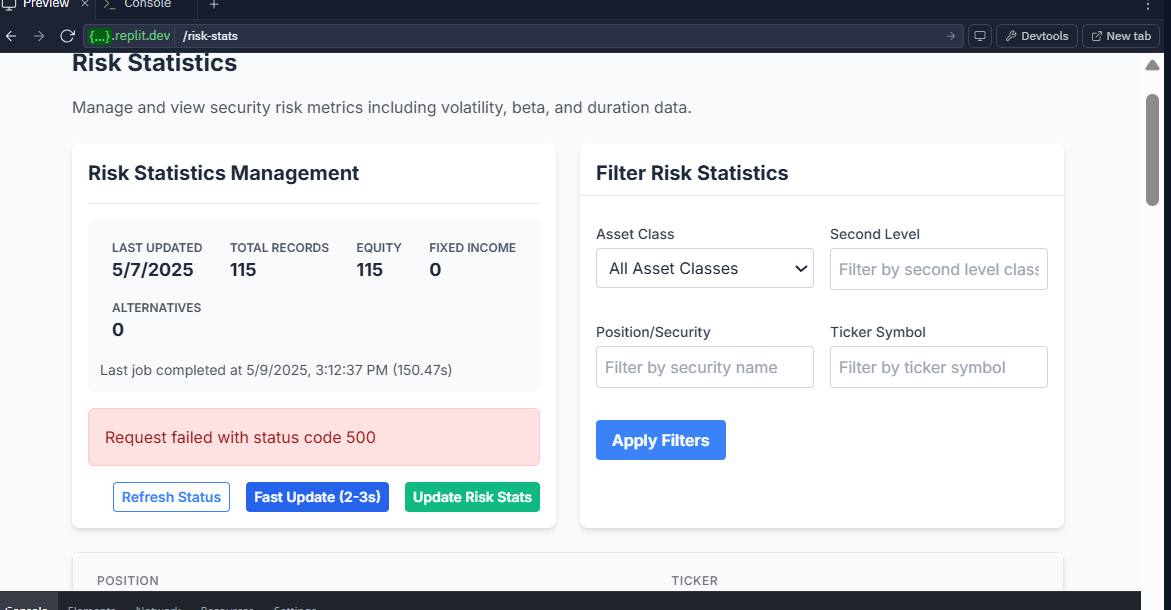 Preview × >_ Console +
{...}.replit.dev /risk-stats Devtools New tab
Risk Statistics
Manage and view security risk metrics including volatility, beta, and duration data.
Risk Statistics Management
LAST UPDATED TOTAL RECORDS EQUITY FIXED INCOME
5/7/2025 115 115 0
ALTERNATIVES
0
Last job completed at 5/9/2025, 3:12:37 PM (150.47s)
Request failed with status code 500
Refresh Status Fast Update (2-3s) Update Risk Stats
Filter Risk Statistics
Asset Class Second Level
All Asset Classes Filter by second level class
Position/Security Ticker Symbol
Filter by security name Filter by ticker symbol
Apply Filters
POSITION TICKER
Console Elements Network Resources Settings